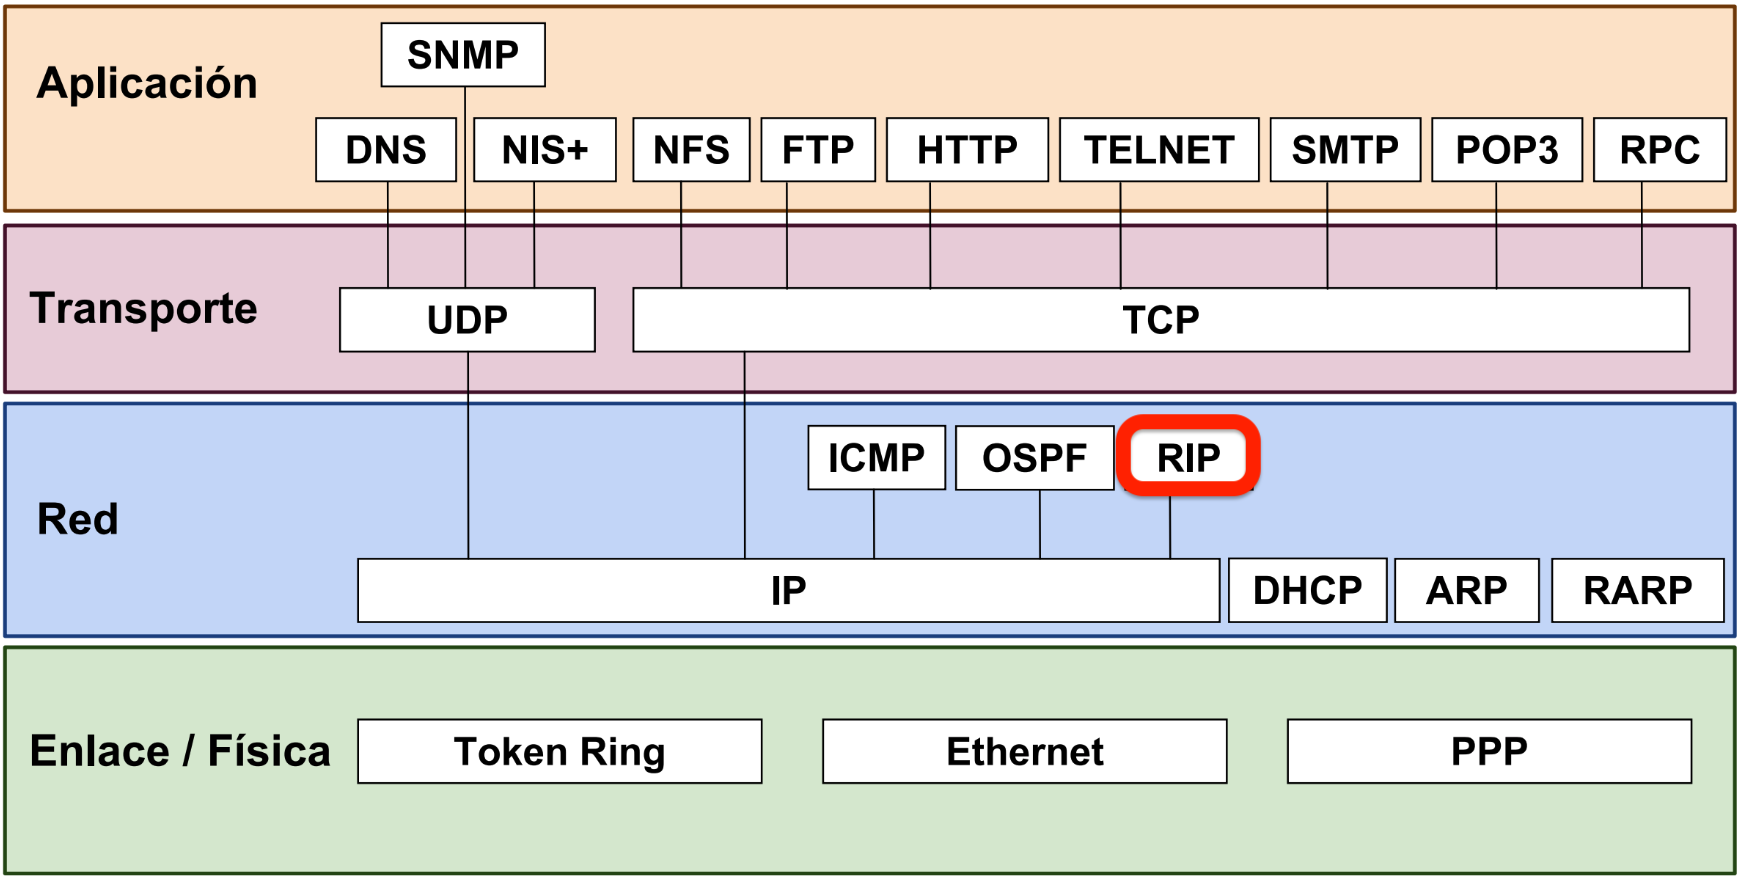 SNMP
Aplicación
DNS NIS+ NFS FTP HTTP TELNET SMTP POP3 RPC
Transporte UDP TCP
ICMP OSPF RIP
Red
IP DHCP ARP RARP
Enlace / Física Token Ring Ethernet PPP